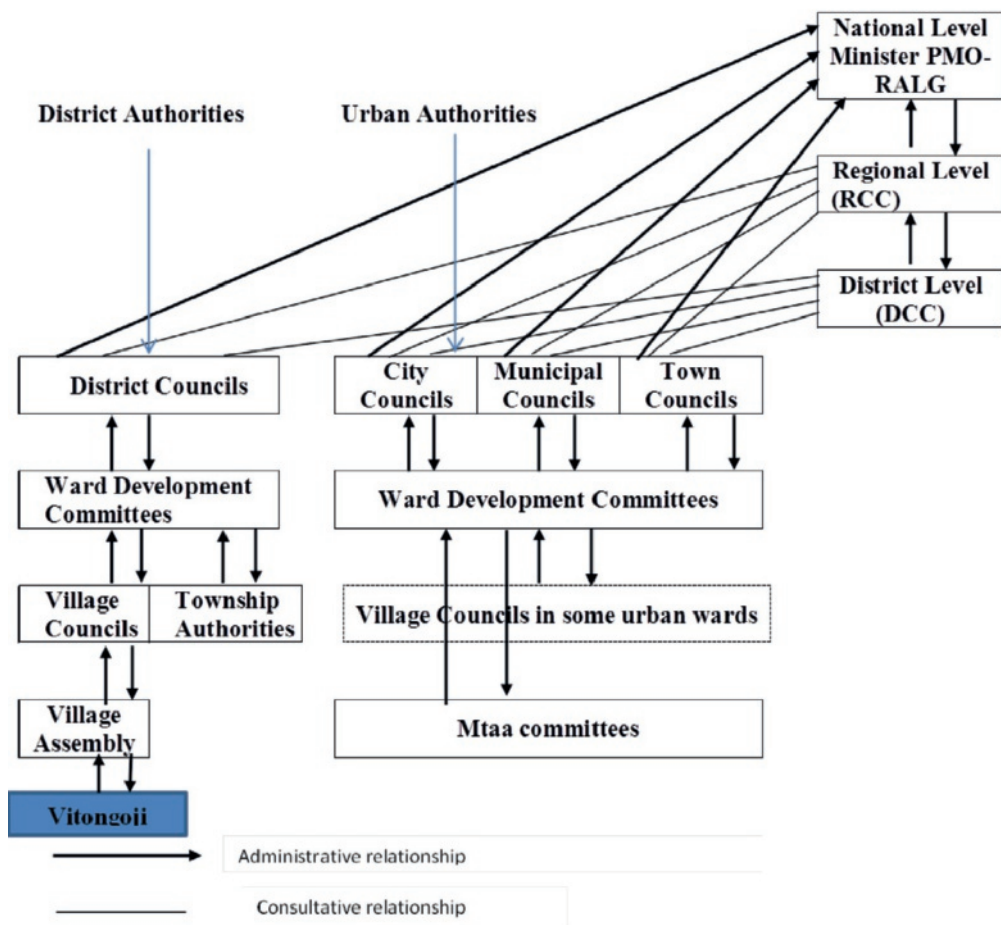 National Level
Minister PMO-
RALG
District Authorities
Urban Authorities
Regional Level
(RCC)
District Level
(DCC)
District Councils
City
Councils
Municipal
Councils
Town
Councils
Ward Development
Committees
Ward Development Committees
Village
Councils
Township
Authorities
Village Councils in some urban wards
Village
Assembly
Mtaa committees
Vitongoji
Administrative relationship
Consultative relationship